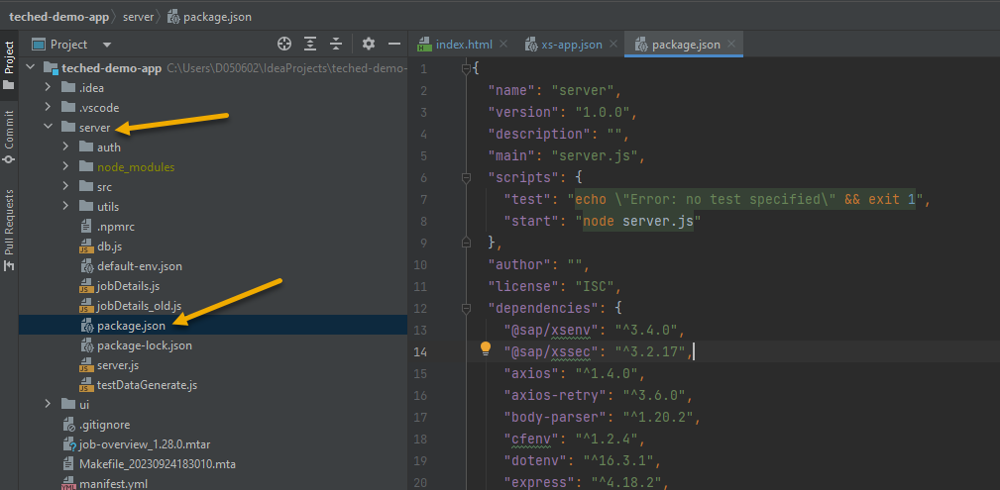 teched-demo-app server package.json
Project
index.html
xs-app.json
package.json
Project
Commit
Pull Requests
teched-demo-app C:\Users\D050602\IdeaProjects\teched-demo-
.idea
.vscode
server
auth
node_modules
src
utils
.npmrc
db.js
default-env.json
jobDetails.js
jobDetails_old.js
package.json
package-lock.json
server.js
testDataGenerate.js
ui
.gitignore
job-overview_1.28.0.mtar
Makefile_20230924183010.mta
manifest.yml
1 {
2 "name": "server",
3 "version": "1.0.0",
4 "description": "",
5 "main": "server.js",
6 "scripts": {
7 "test": "echo \"Error: no test specified\" && exit 1",
8 "start": "node server.js"
9 },
10 "author": "",
11 "license": "ISC",
12 "dependencies": {
13 "@sap/xsenv": "^3.4.0",
14 "@sap/xssec": "^3.2.17",
15 "axios": "^1.4.0",
16 "axios-retry": "^3.6.0",
17 "body-parser": "^1.20.2",
18 "cfenv": "^1.2.4",
19 "dotenv": "^16.3.1",
20 "express": "^4.18.2",